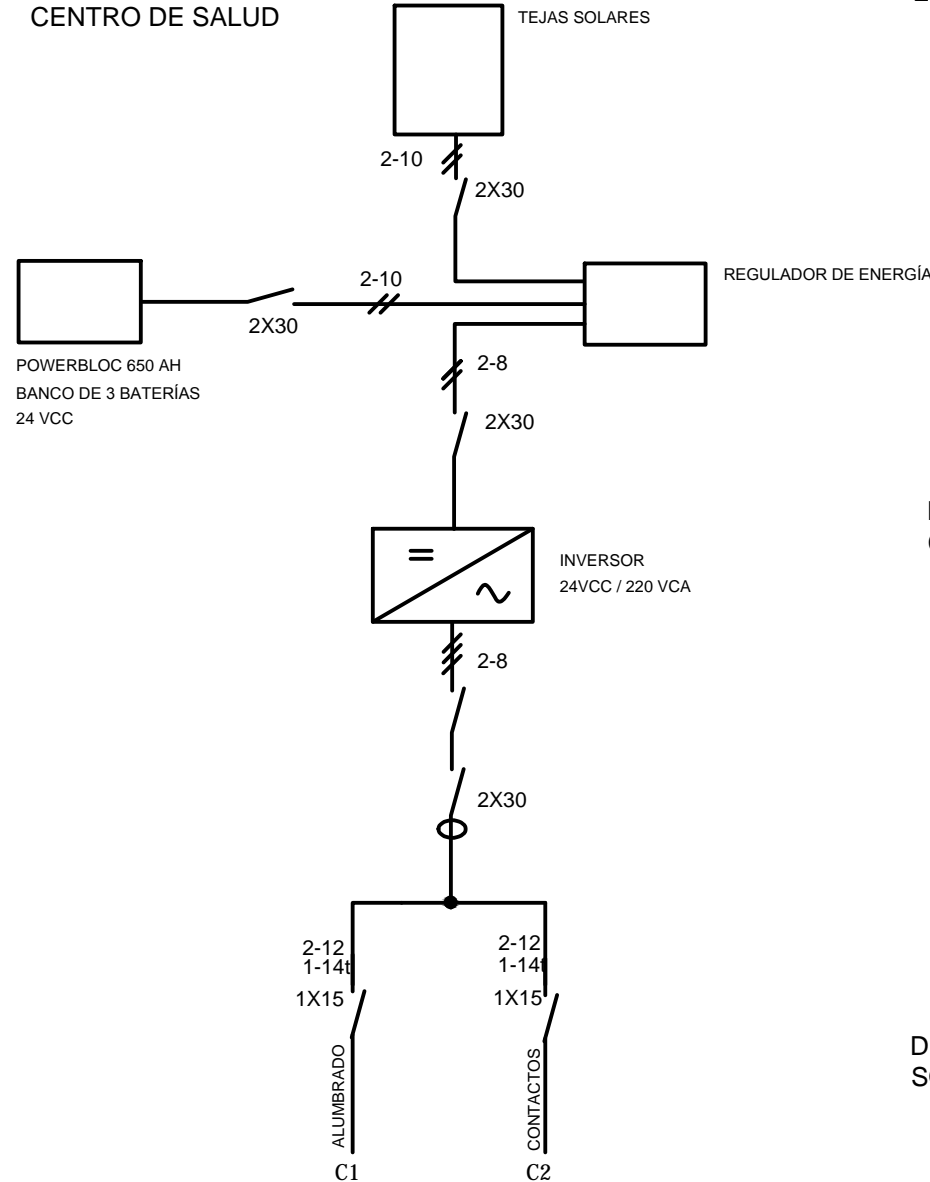 CENTRO DE SALUD
TEJAS SOLARES
2-10
2X30
2-10
REGULADOR DE ENERGÍA
2X30
2-8
POWERBLOC 650 AH
BANCO DE 3 BATERÍAS
24 VCC
2X30
INVERSOR
24VCC / 220 VCA
2-8
2X30
2-12
1-14t
1X15
2-12
1-14t
1X15
ALUMBRADO
CONTACTOS
C1
C2